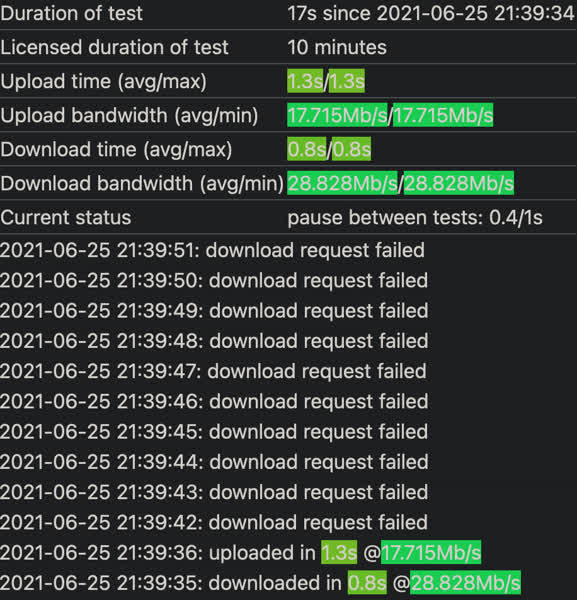 Duration of test 17s since 2021-06-25 21:39:34
Licensed duration of test 10 minutes
Upload time (avg/max) 1.3s/1.3s
Upload bandwidth (avg/min) 17.715Mb/s/17.715Mb/s
Download time (avg/max) 0.8s/0.8s
Download bandwidth (avg/min) 28.828Mb/s/28.828Mb/s
Current status pause between tests: 0.4/1s
2021-06-25 21:39:51: download request failed
2021-06-25 21:39:50: download request failed
2021-06-25 21:39:49: download request failed
2021-06-25 21:39:48: download request failed
2021-06-25 21:39:47: download request failed
2021-06-25 21:39:46: download request failed
2021-06-25 21:39:45: download request failed
2021-06-25 21:39:44: download request failed
2021-06-25 21:39:43: download request failed
2021-06-25 21:39:42: download request failed
2021-06-25 21:39:36: uploaded in 1.3s @17.715Mb/s
2021-06-25 21:39:35: downloaded in 0.8s @28.828Mb/s